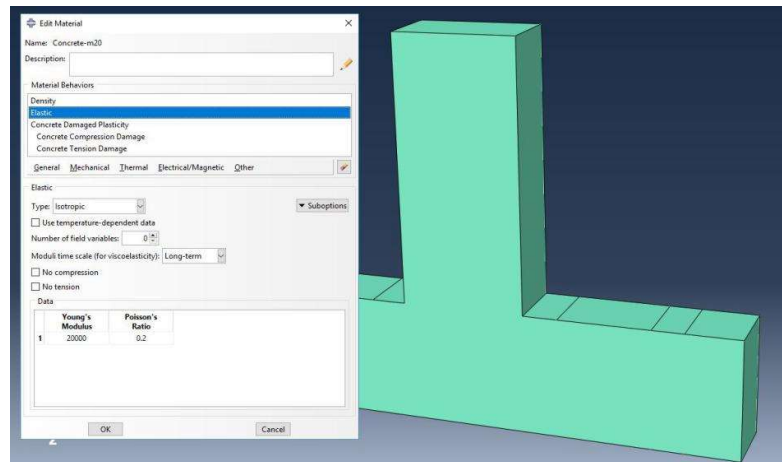 Edit Material
Name: Concrete-m20
Description:
Material Behaviors
Density
Elastic
Concrete Damaged Plasticity
Concrete Compression Damage
Concrete Tension Damage
General Mechanical Thermal Electrical/Magnetic Other
Elastic
Type: Isotropic
Suboptions
Use temperature-dependent data
Number of field variables: 0
Moduli time scale (for viscoelasticity): Long-term
No compression
No tension
Data
Young's Modulus Poisson's Ratio
1 20000 0.2
OK Cancel
Z